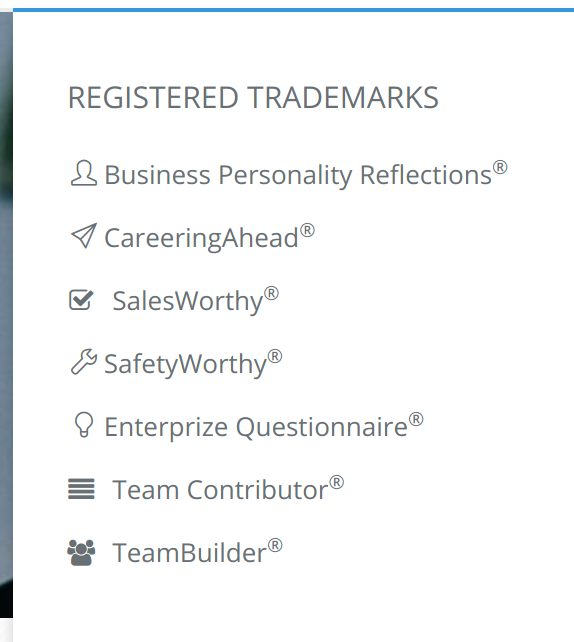 REGISTERED TRADEMARKS
Business Personality Reflections®
CareeringAhead®
SalesWorthy®
SafetyWorthy®
Enterprize Questionnaire®
Team Contributor®
TeamBuilder®